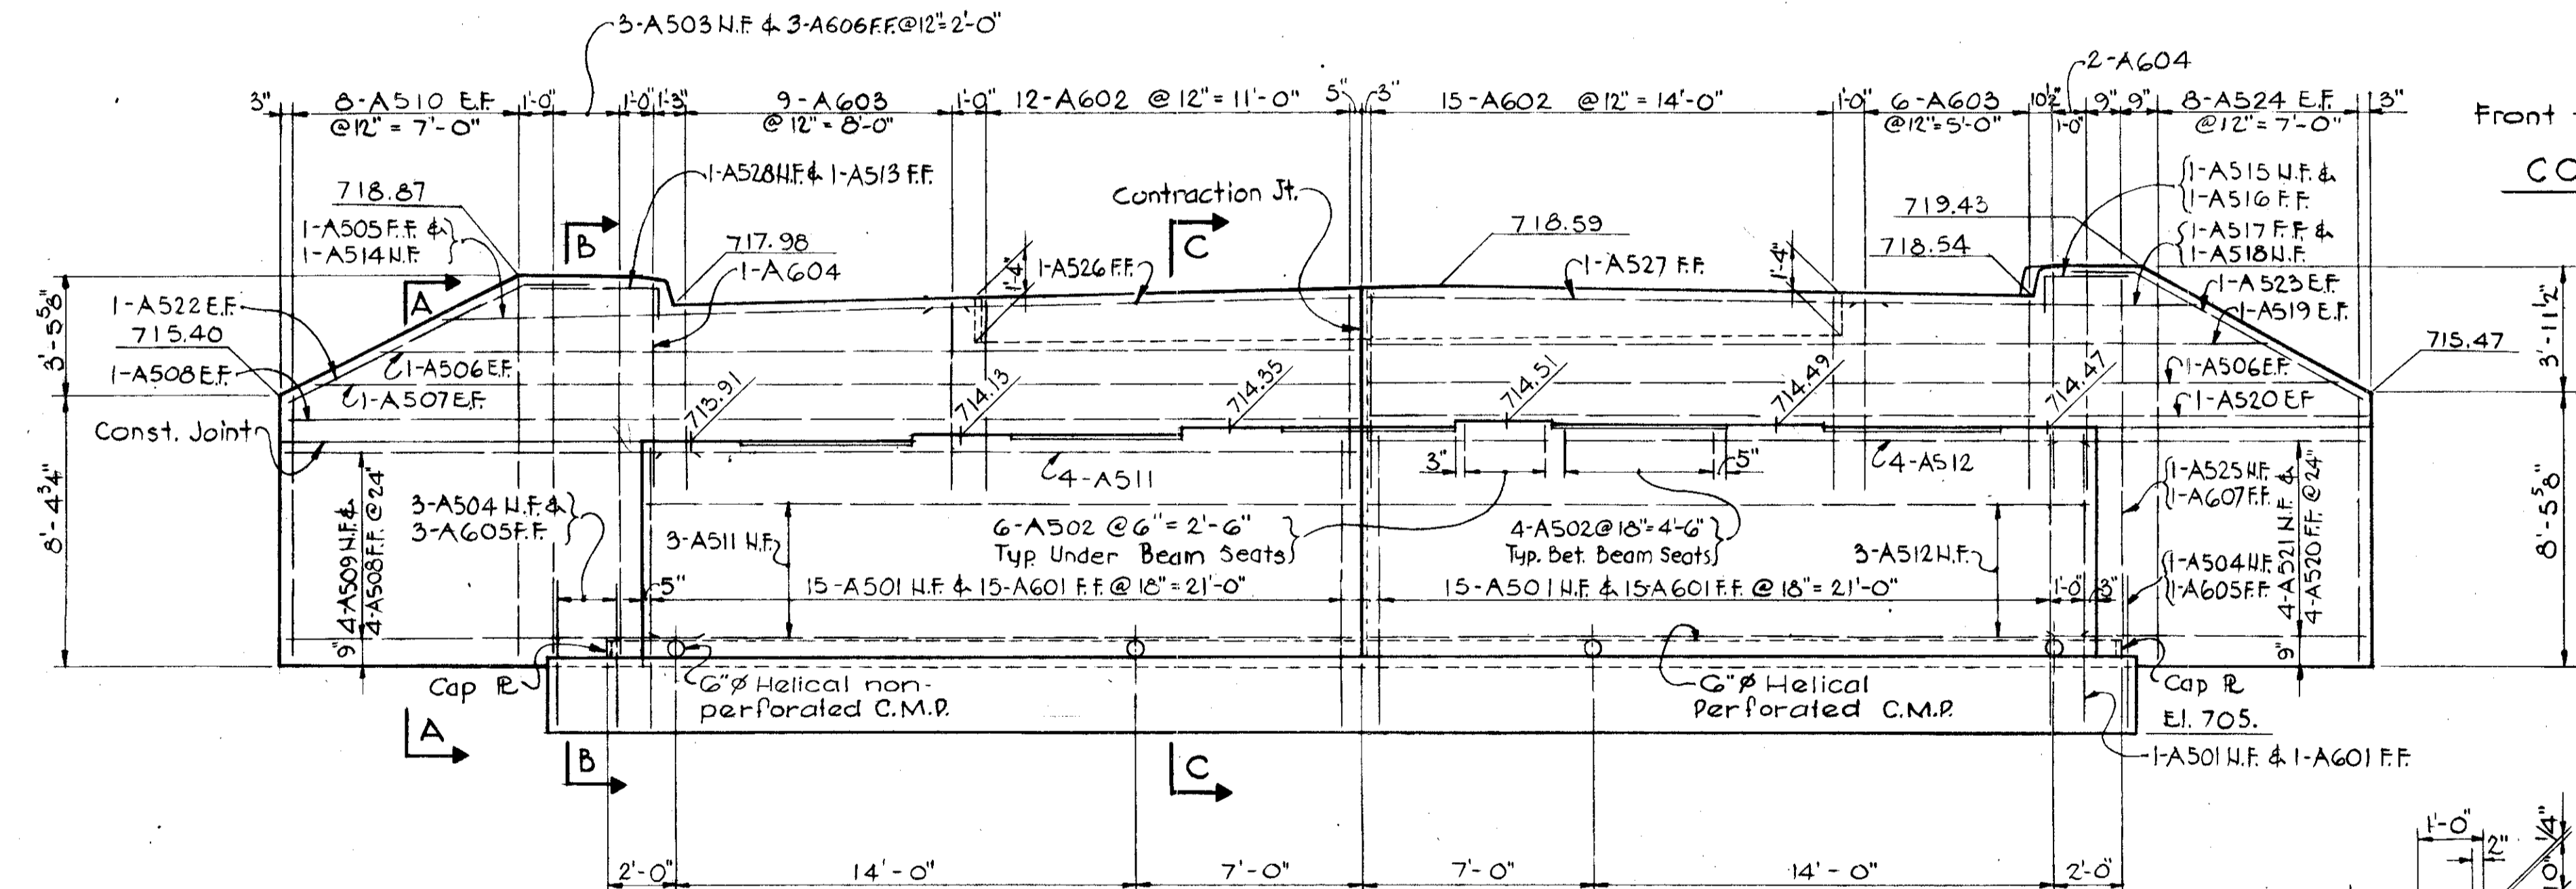 3-A503 N.F. & 3-A606 F.F. @12"=2'-0"
2-A604
3"
8-A510 E.F.
@12" = 7'-0"
1'-0"
1'-0"
1'-3"
9-A603
@12" = 8'-0"
1'-0"
12-A602 @ 12" = 11'-0"
5"
3"
15-A602 @12" = 14'-0"
1'-0"
6-A603
@12"=5'-0"
10½"
1'-0"
9"
9"
8-A524 E.F.
@12" = 7'-0"
3"
Front
718.87
1-A505 F.F. &
1-A514 N.F.
B
1-A528 N.F. & 1-A513 F.F.
717.98
1-A604
Contraction Jt.
C
718.59
719.43
718.54
1-A515 N.F. &
1-A516 F.F.
1-A517 F.F. &
1-A518 N.F.
1-A523 E.F.
1-A519 E.F.
3'-5⅝"
1-A522 E.F.
715.40
1-A508 E.F.
A
1-A506 E.F.
1-A507 E.F.
1'-4"
1-A526 F.F.
1-A527 F.F.
1'-4"
1-A506 E.F.
1-A520 EF
715.47
3'-11½"
Const. Joint
713.91
714.13
714.35
714.51
714.49
714.47
8'-4¾"
9"
4-A509 N.F. &
4-A508 F.F. @ 24"
3-A504 N.F. &
3-A605 F.F.
4-A511
3"
5"
4-A512
3-A511 N.F.
6-A502 @ 6" = 2'-6"
Typ. Under Beam Seats
4-A502 @ 18"=4'-6"
Typ. Bet. Beam Seats
3-A512 N.F.
1-A525 N.F.
1-A607 F.F.
1-A504 N.F.
1-A605 F.F.
4-A521 N.F. &
4-A520 F.F. @ 24"
9"
8'-5⅝"
5"
15-A501 N.F. & 15-A601 F.F. @ 18" = 21'-0"
15-A501 N.F. & 15-A601 F.F. @ 18" = 21'-0"
1'-0"
3"
Cap PL
6"Ø Helical non-
perforated C.M.P.
6"Ø Helical
Perforated C.M.P.
Cap PL
El. 705.
1-A501 N.F. & 1-A601 F.F.
A
B
C
2'-0"
14'-0"
7'-0"
7'-0"
14'-0"
2'-0"
1'-0"
2"